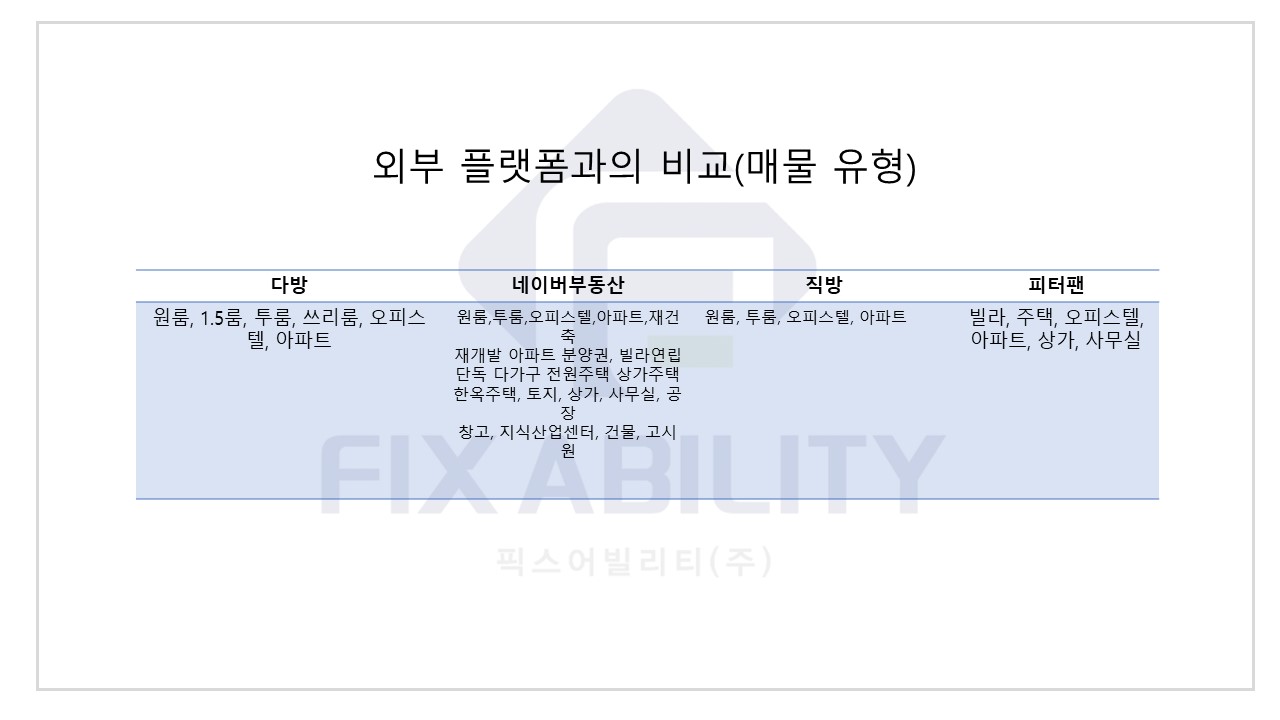 외부 플랫폼과의 비교(매물 유형)
다방
네이버부동산
직방
피터팬
원룸, 1.5룸, 투룸, 쓰리룸, 오피스
텔, 아파트
원룸,투룸,오피스텔,아파트,재건
축
재개발 아파트 분양권, 빌라연립
단독 다가구 전원주택 상가주택
한옥주택, 토지, 상가, 사무실, 공
장
창고, 지식산업센터, 건물, 고시
원
원룸, 투룸, 오피스텔, 아파트
빌라, 주택, 오피스텔,
아파트, 상가, 사무실
FIX ABILITY
픽스어빌리티(주)